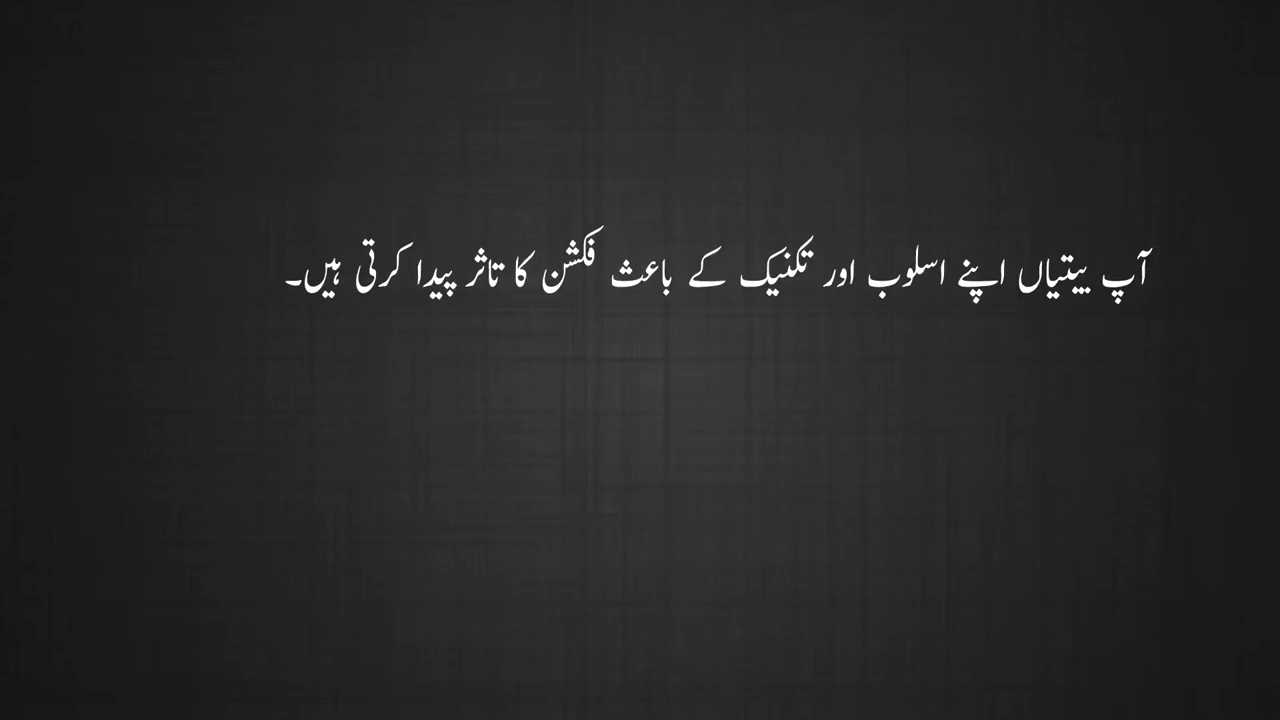 آپ بیتیاں اپنے اسلوب اور تکنیک کے باعث فکشن کا تاثر پیدا کرتی ہیں۔